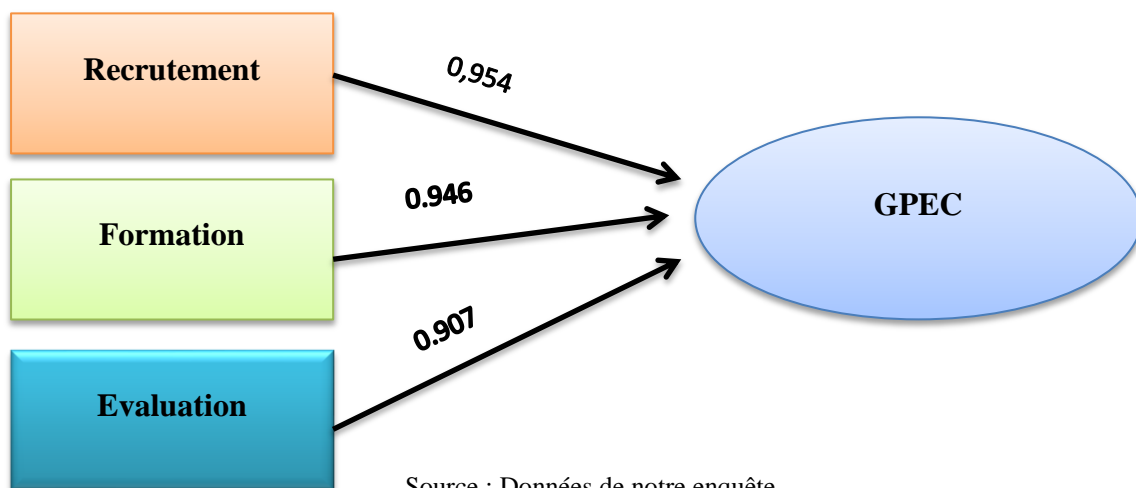 Recrutement
0,954
0.946
GPEC
Formation
0.907
Evaluation
Source : Données de notre enquête